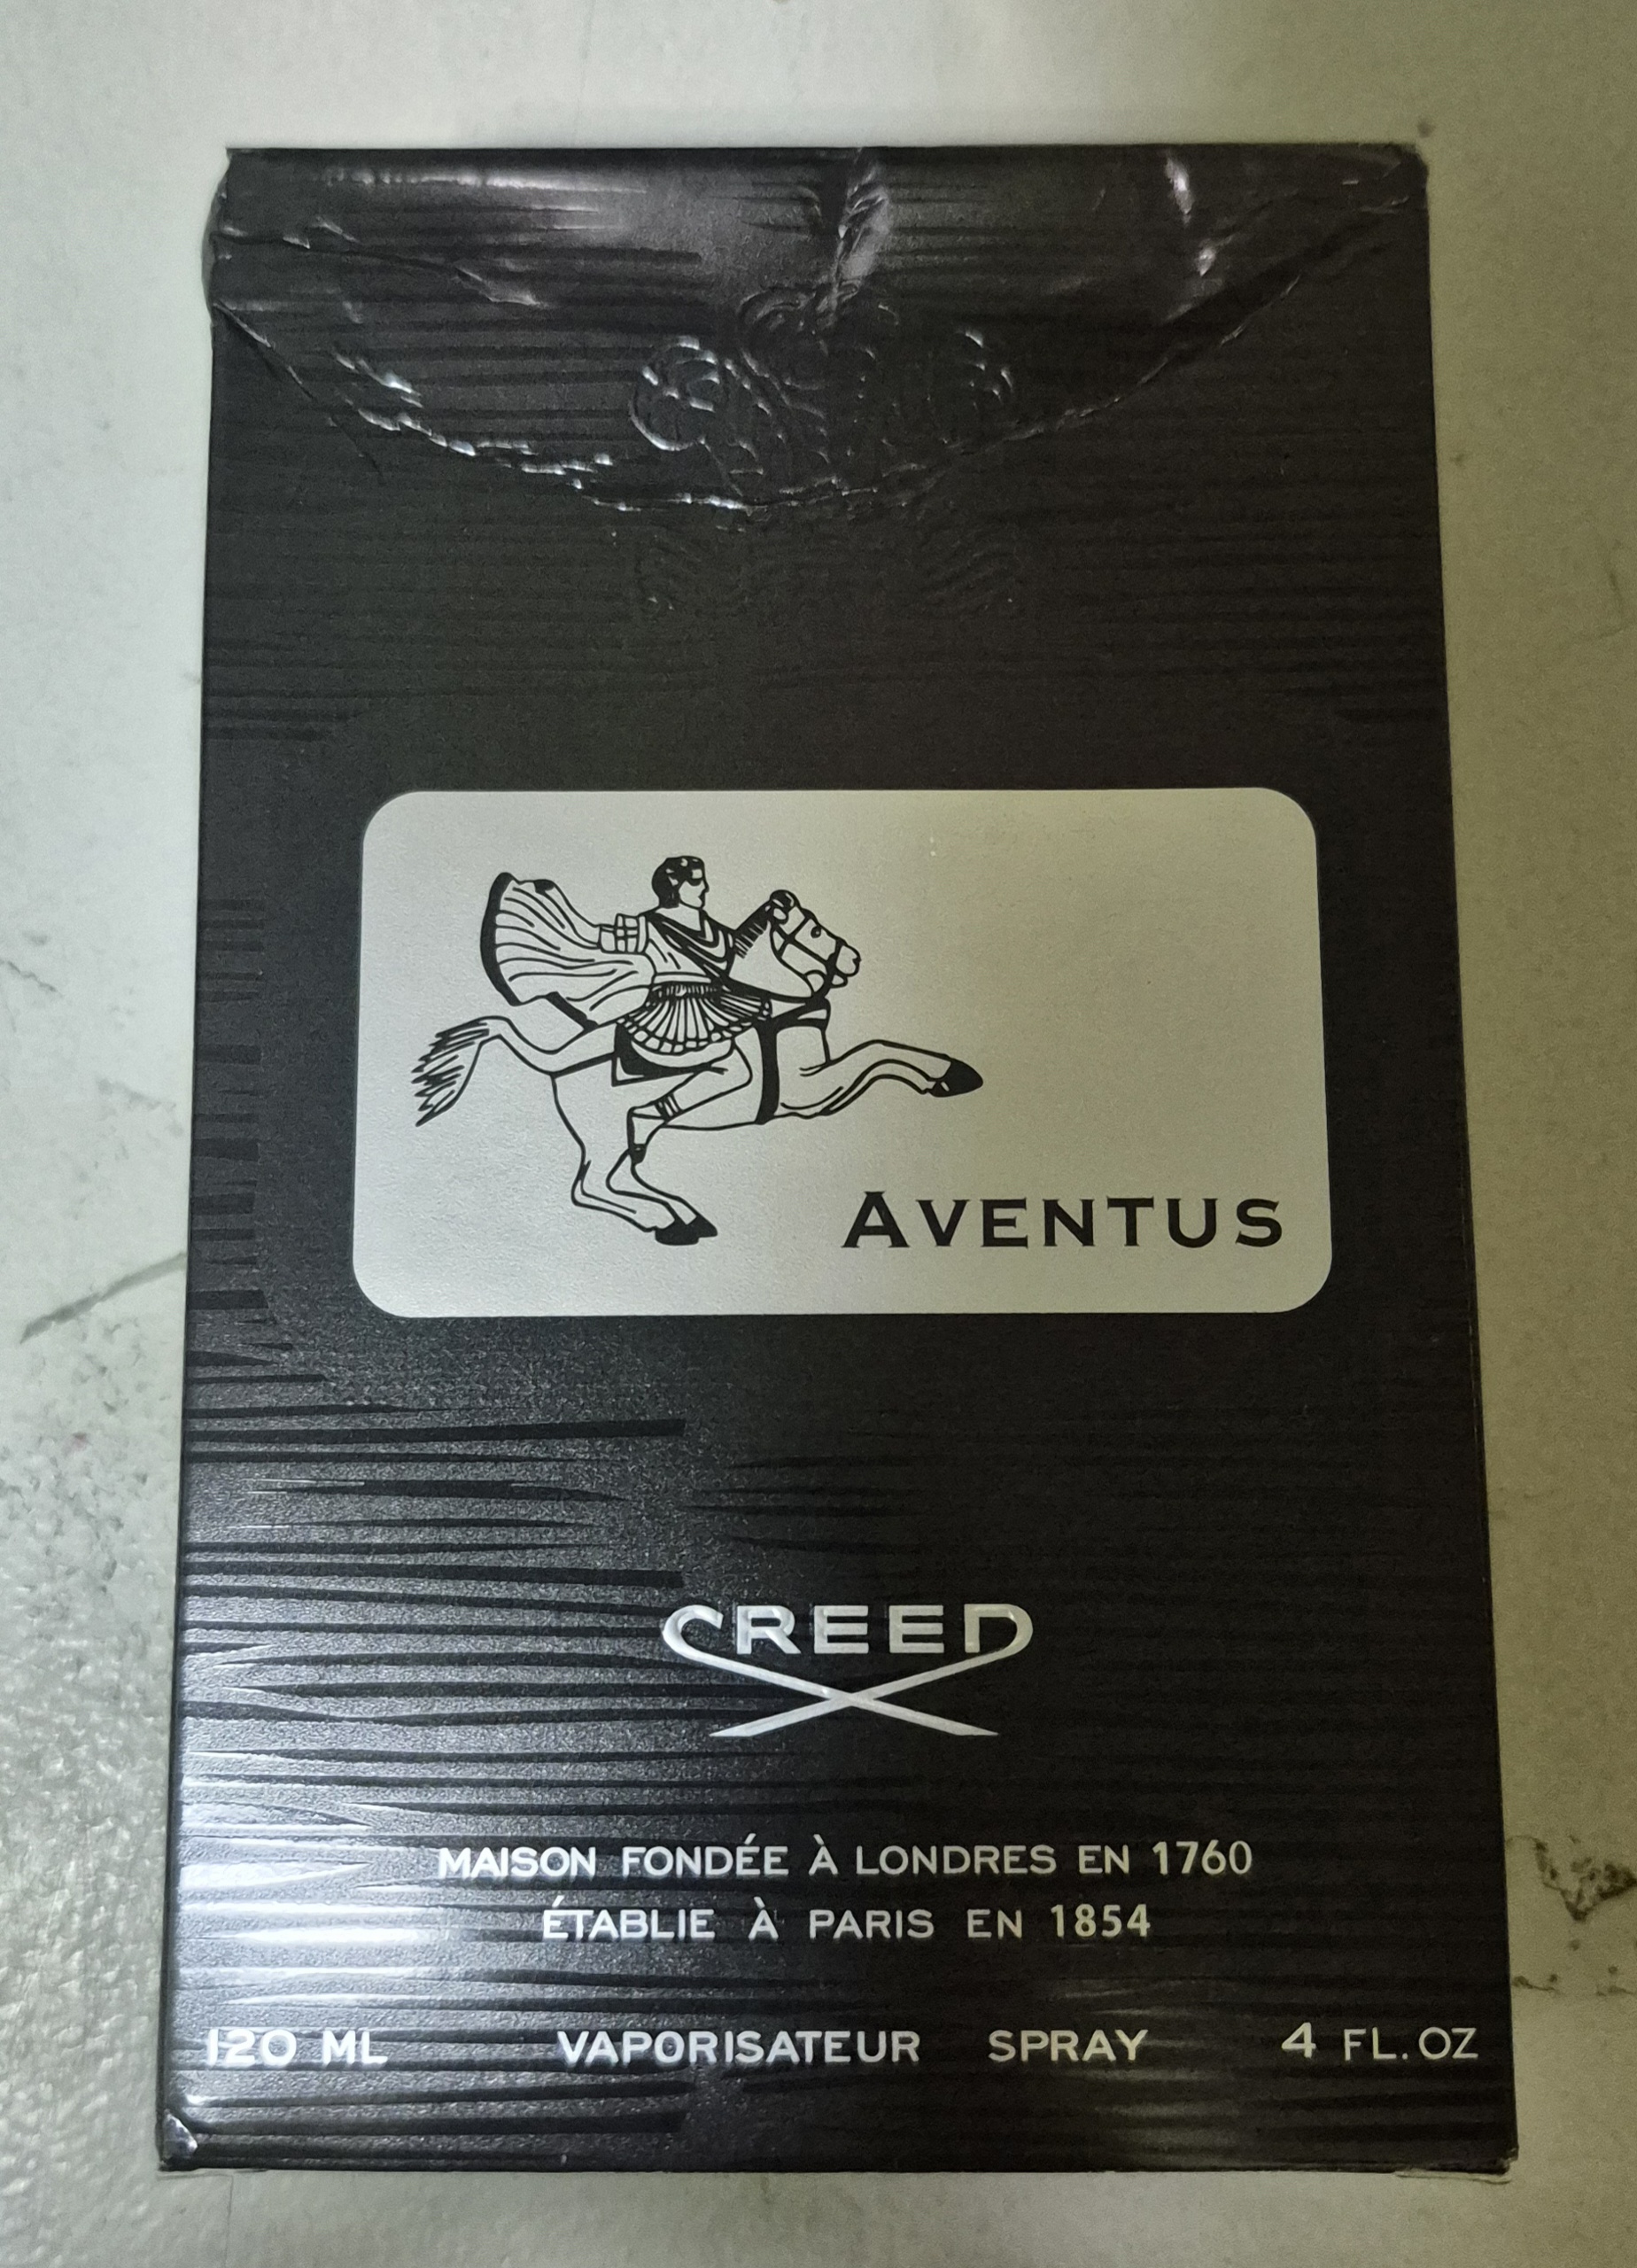 AVENTUS
CREED
MAISON FONDÉE À LONDRES EN 1760
ÉTABLIE À PARIS EN 1854
120 ML VAPORISATEUR SPRAY 4 FL.OZ